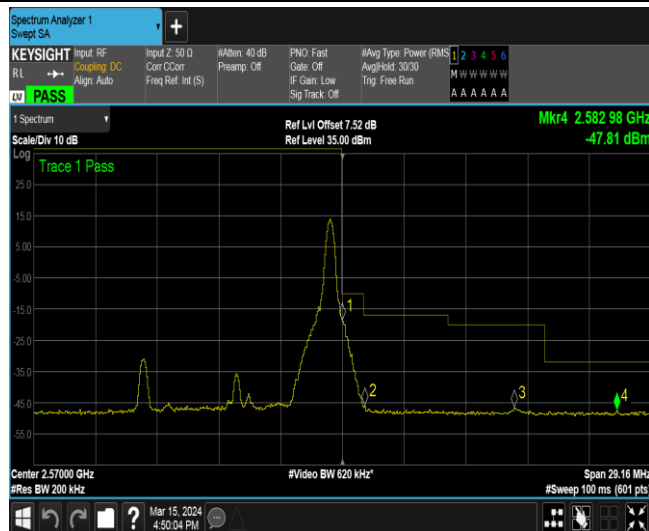 Spectrum Analyzer 1
Swept SA
+
KEYSIGHT
RL
LXI PASS
Input: RF
Coupling: DC
Align: Auto
Input Z: 50 Ω
Corr CCorr
Freq Ref: Int (S)
#Atten: 40 dB
Preamp: Off
PNO: Fast
Gate: Off
IF Gain: Low
Sig Track: Off
#Avg Type: Power (RMS
Avg|Hold: 30/30
Trig: Free Run
1 2 3 4 5 6
M W W W W W
A A A A A A
1 Spectrum
Scale/Div 10 dB
Ref Lvl Offset 7.52 dB
Ref Level 35.00 dBm
Mkr4 2.582 98 GHz
-47.81 dBm
Log
Trace 1 Pass
25.0
15.0
5.00
-5.00
-15.0
-25.0
-35.0
-45.0
-55.0
1
2
3
4
Center 2.57000 GHz
#Res BW 200 kHz
#Video BW 620 kHz*
Span 29.16 MHz
#Sweep 100 ms (601 pts)
Mar 15, 2024
4:50:04 PM